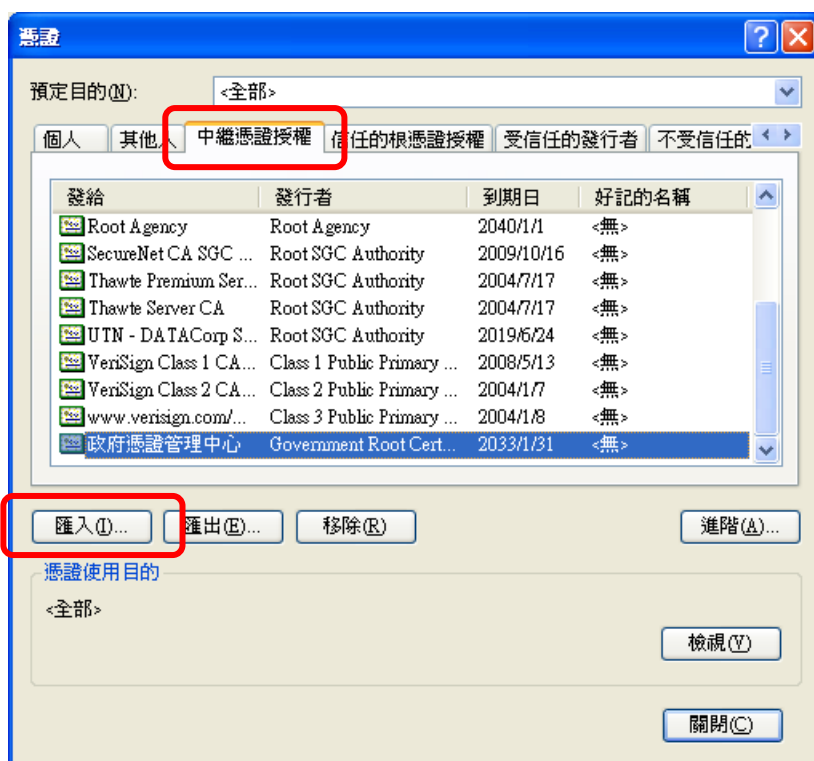 憑證
預定目的(N): <全部>
個人 其他人 中繼憑證授權 信任的根憑證授權 受信任的發行者 不受信任的
發給 發行者 到期日 好記的名稱
Root Agency Root Agency 2040/1/1 <無>
SecureNet CA SGC ... Root SGC Authority 2009/10/16 <無>
Thawte Premium Ser... Root SGC Authority 2004/7/17 <無>
Thawte Server CA Root SGC Authority 2004/7/17 <無>
UTN - DATACorp S... Root SGC Authority 2019/6/24 <無>
VeriSign Class 1 CA... Class 1 Public Primary ... 2008/5/13 <無>
VeriSign Class 2 CA... Class 2 Public Primary ... 2004/1/7 <無>
www.verisign.com/... Class 3 Public Primary ... 2004/1/8 <無>
政府憑證管理中心 Government Root Cert... 2033/1/31 <無>
匯入(I)... 匯出(E)... 移除(R) 進階(A)...
憑證使用目的
<全部>
檢視(V)
關閉(C)